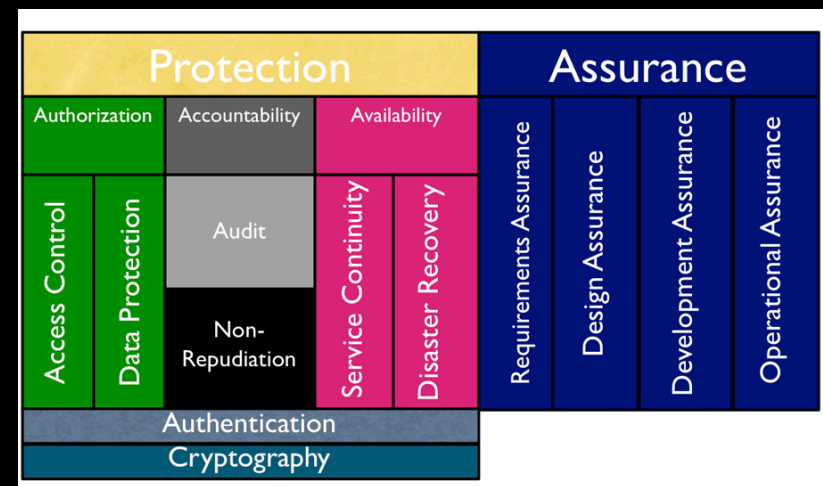 Protection
Assurance
Authorization
Accountability
Availability
Access Control
Data Protection
Audit
Non-
Repudiation
Service Continuity
Disaster Recovery
Requirements Assurance
Design Assurance
Development Assurance
Operational Assurance
Authentication
Cryptography